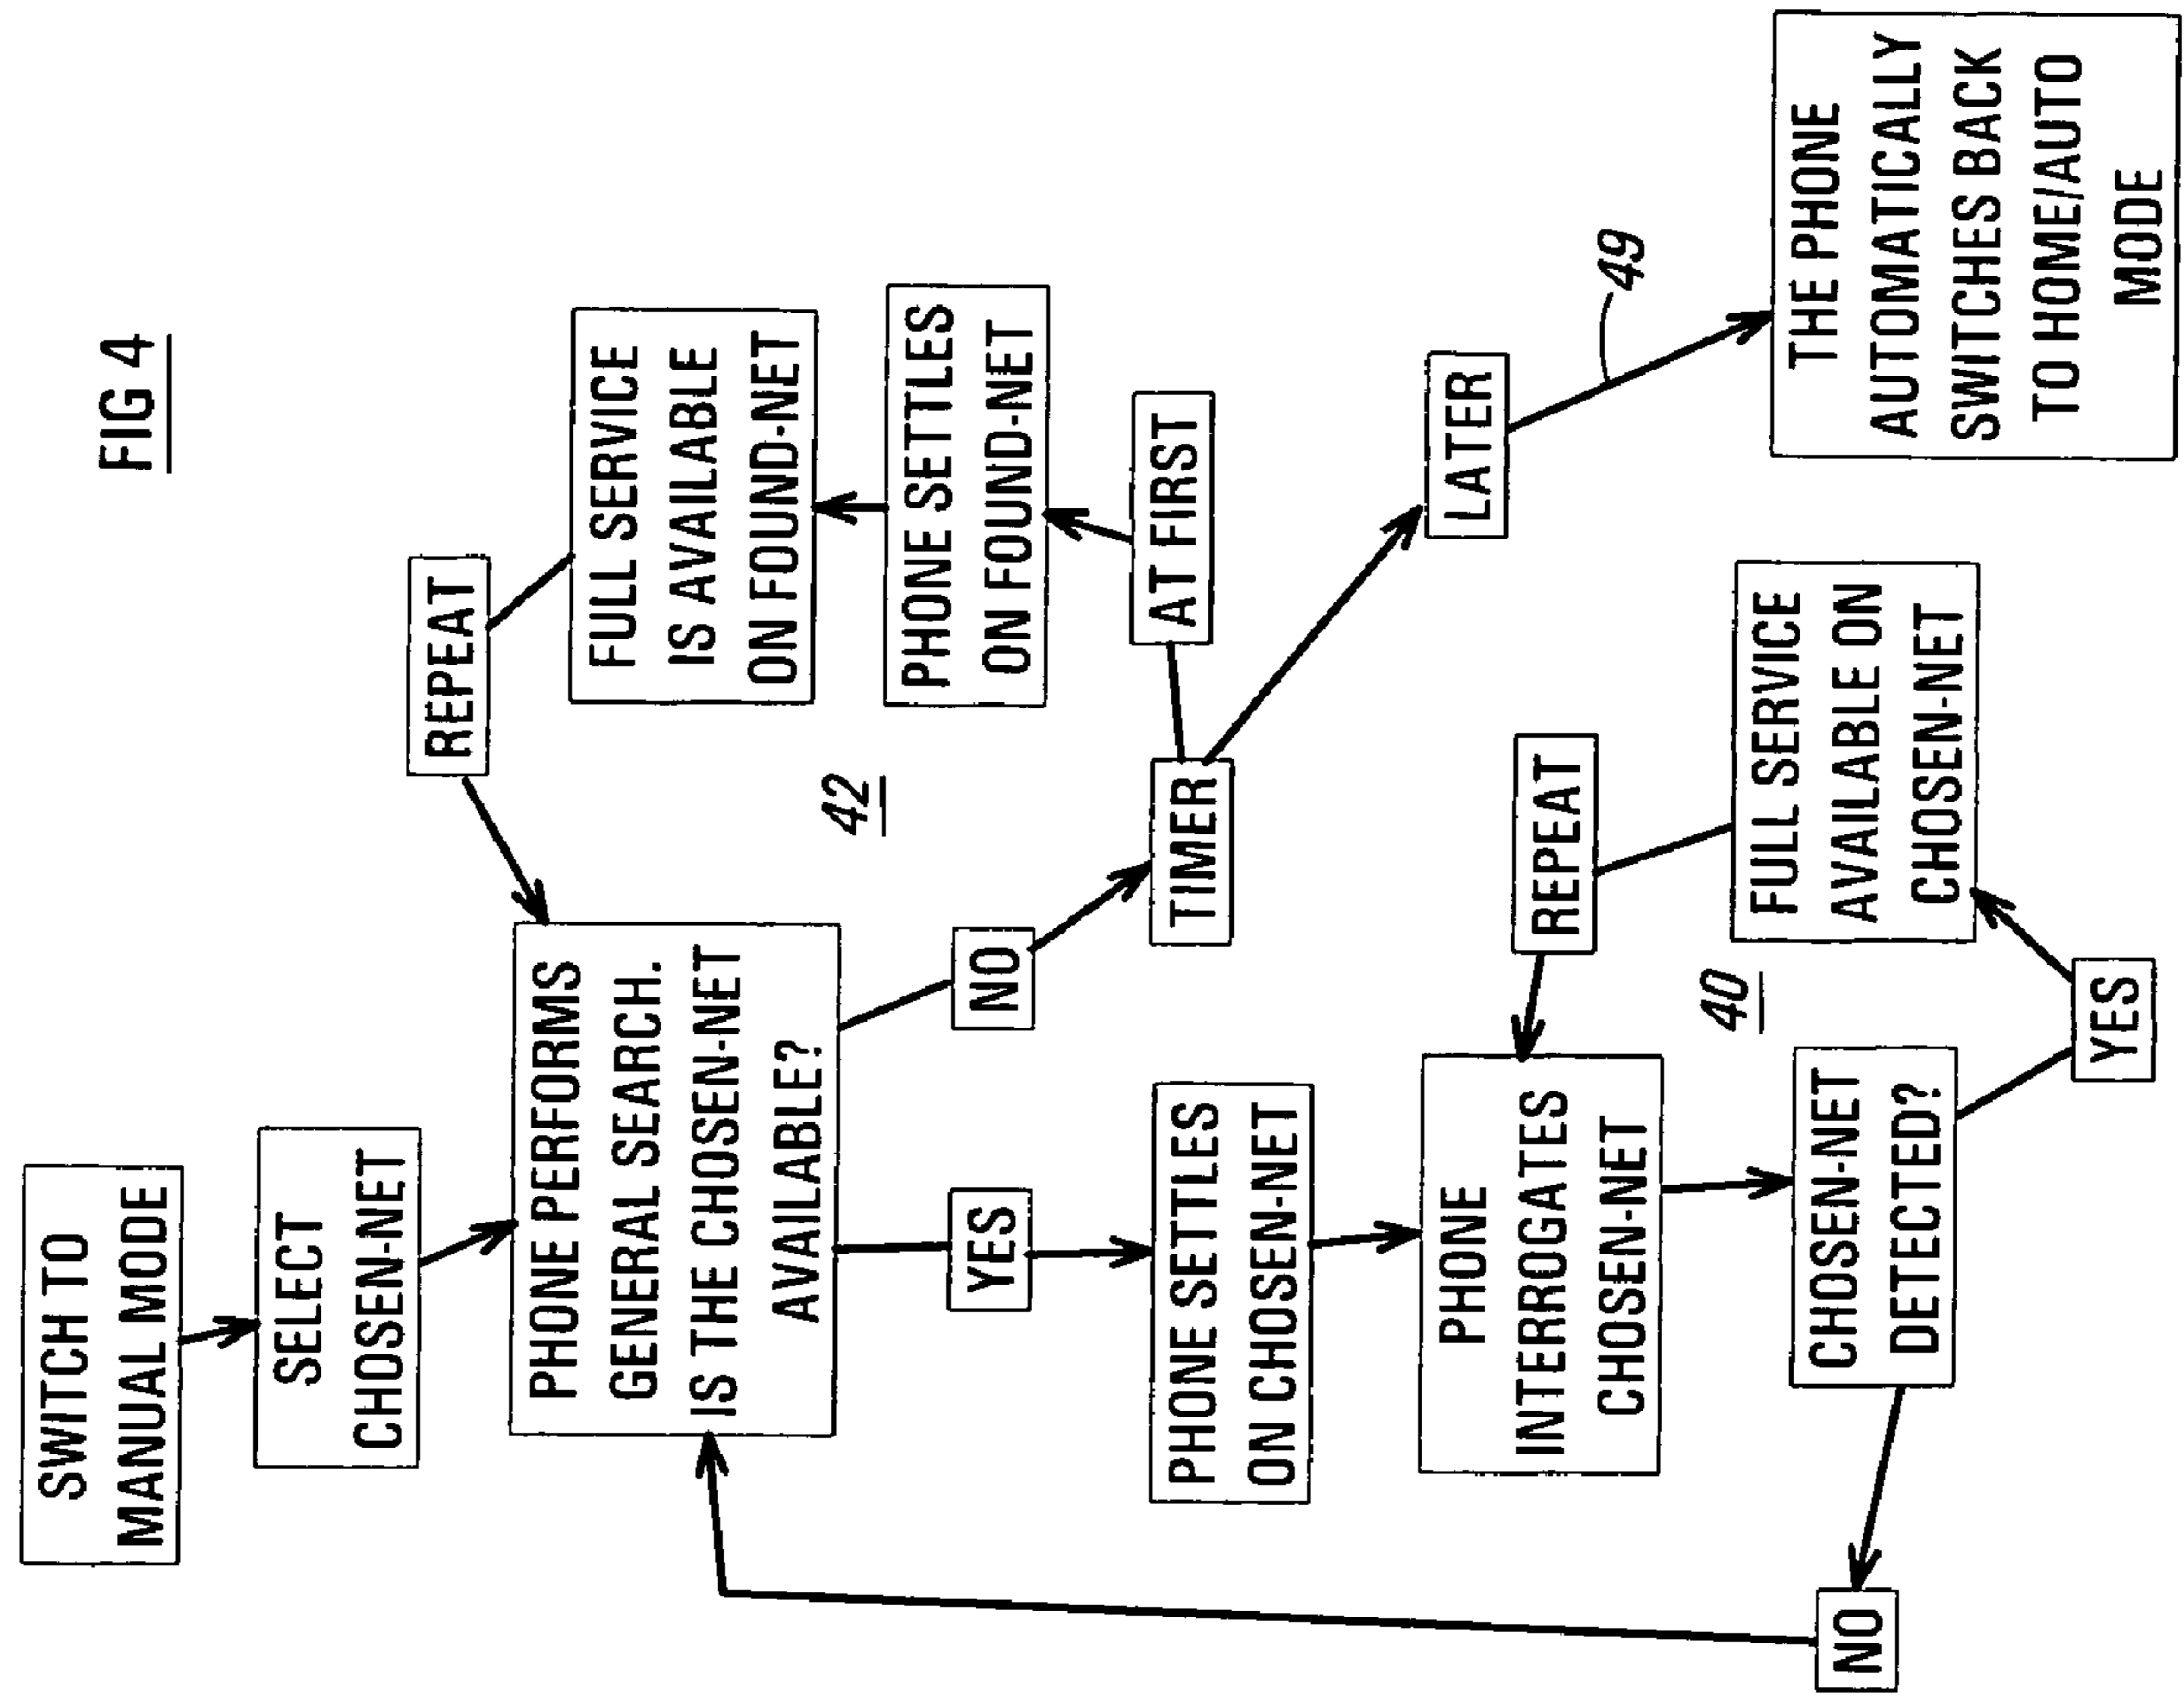 FIG 4
SWITCH TO
MANUAL MODE
SELECT
CHOSEN-NET
PHONE PERFORMS
GENERAL SEARCH.
IS THE CHOSEN-NET
AVAILABLE?
REPEAT
FULL SERVICE
IS AVAILABLE
ON FOUND-NET
PHONE SETTLES
ON FOUND-NET
42
NO
YES
TIMER
AT FIRST
LATER
49
THE PHONE
AUTOMATICALLY
SWITCHES BACK
TO HOME/AUTO
MODE
PHONE SETTLES
ON CHOSEN-NET
PHONE
INTERROGATES
CHOSEN-NET
REPEAT
FULL SERVICE
AVAILABLE ON
CHOSEN-NET
40
CHOSEN-NET
DETECTED?
YES
NO